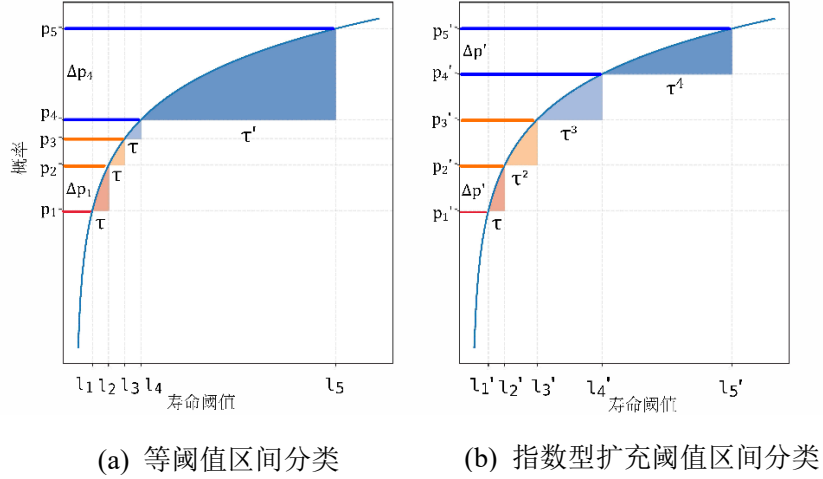 p₅
Δp₄
p₄
p₃
p₂
Δp₁
p₁
概率
τ
τ
τ
τ'
l₁
l₂
l₃
l₄
l₅
寿命阈值
(a) 等阈值区间分类
p₅'
Δp'
p₄'
p₃'
p₂'
Δp'
p₁'
τ
τ²
τ³
τ⁴
l₁'
l₂'
l₃'
l₄'
l₅'
寿命阈值
(b) 指数型扩充阈值区间分类